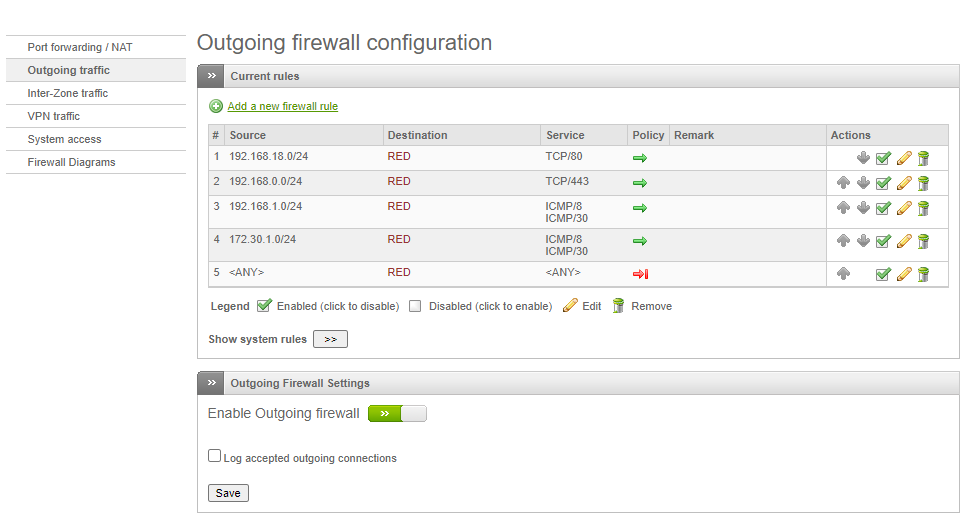 Port forwarding / NAT
Outgoing traffic
Inter-Zone traffic
VPN traffic
System access
Firewall Diagrams
Outgoing firewall configuration
Current rules
Add a new firewall rule
# Source Destination Service Policy Remark Actions
1 192.168.18.0/24 RED TCP/80
2 192.168.0.0/24 RED TCP/443
3 192.168.1.0/24 RED ICMP/8
ICMP/30
4 172.30.1.0/24 RED ICMP/8
ICMP/30
5 <ANY> RED <ANY>
Legend Enabled (click to disable) Disabled (click to enable) Edit Remove
Show system rules >>
Outgoing Firewall Settings
Enable Outgoing firewall
Log accepted outgoing connections
Save